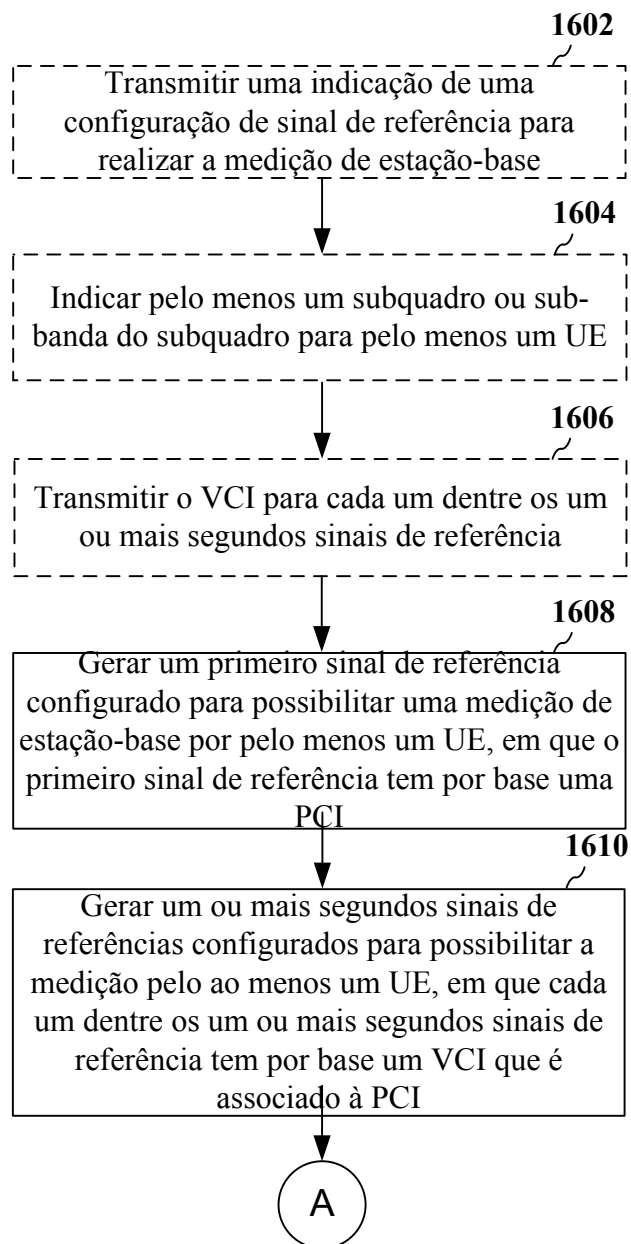 1602
Transmitir uma indicação de uma
configuração de sinal de referência para
realizar a medição de estação-base
1604
Indicar pelo menos um subquadro ou sub-
banda do subquadro para pelo menos um UE
1606
Transmitir o VCI para cada um dentre os um
ou mais segundos sinais de referência
1608
Gerar um primeiro sinal de referência
configurado para possibilitar uma medição de
estação-base por pelo menos um UE, em que o
primeiro sinal de referência tem por base uma
PCI
1610
Gerar um ou mais segundos sinais de
referências configurados para possibilitar a
medição pelo ao menos um UE, em que cada
um dentre os um ou mais segundos sinais de
referência tem por base um VCI que é
associado à PCI
A